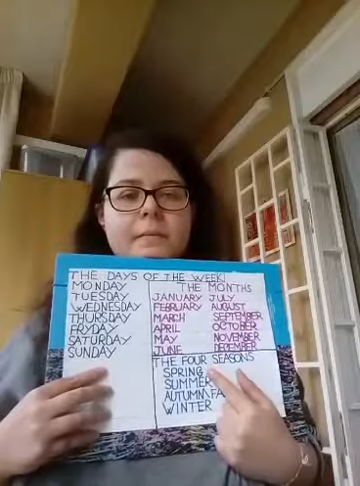 THE DAYS OF THE WEEK!
MONDAY
TUESDAY
WEDNESDAY
THURSDAY
FRYDAY
SATURDAY
SUNDAY
THE MONTHS
JANUARY JULY
FEBRUARY AUGUST
MARCH SEPTEMBER
APRIL OCTOBER
MAY NOVEMBER
JUNE DECEMBER
THE FOUR SEASONS
SPRING
SUMMER
AUTUMN/FA
WINTER